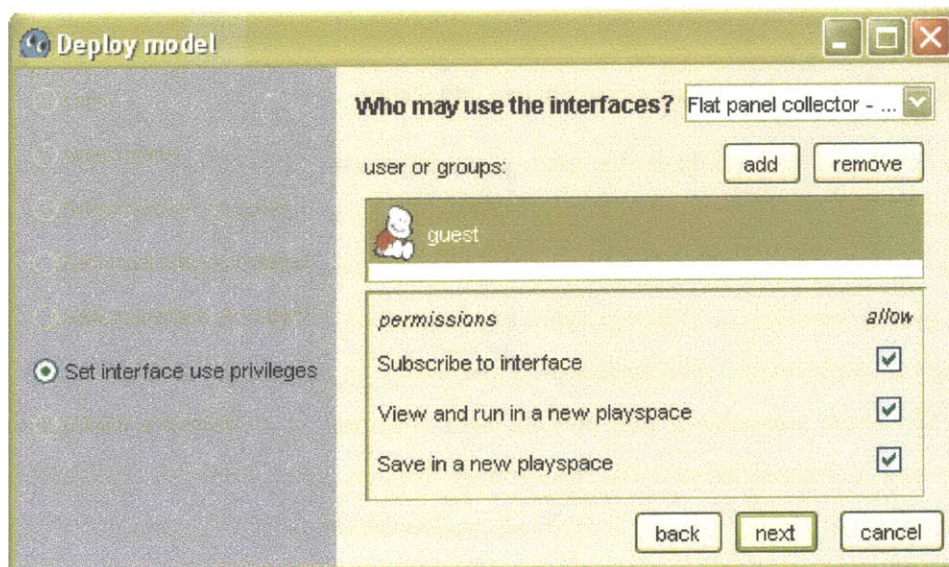 Deploy model
Who may use the interfaces? Flat panel collector - ...
user or groups: add remove
guest
permissions allow
Subscribe to interface
Set interface use privileges
View and run in a new playspace
Save in a new playspace
back next cancel